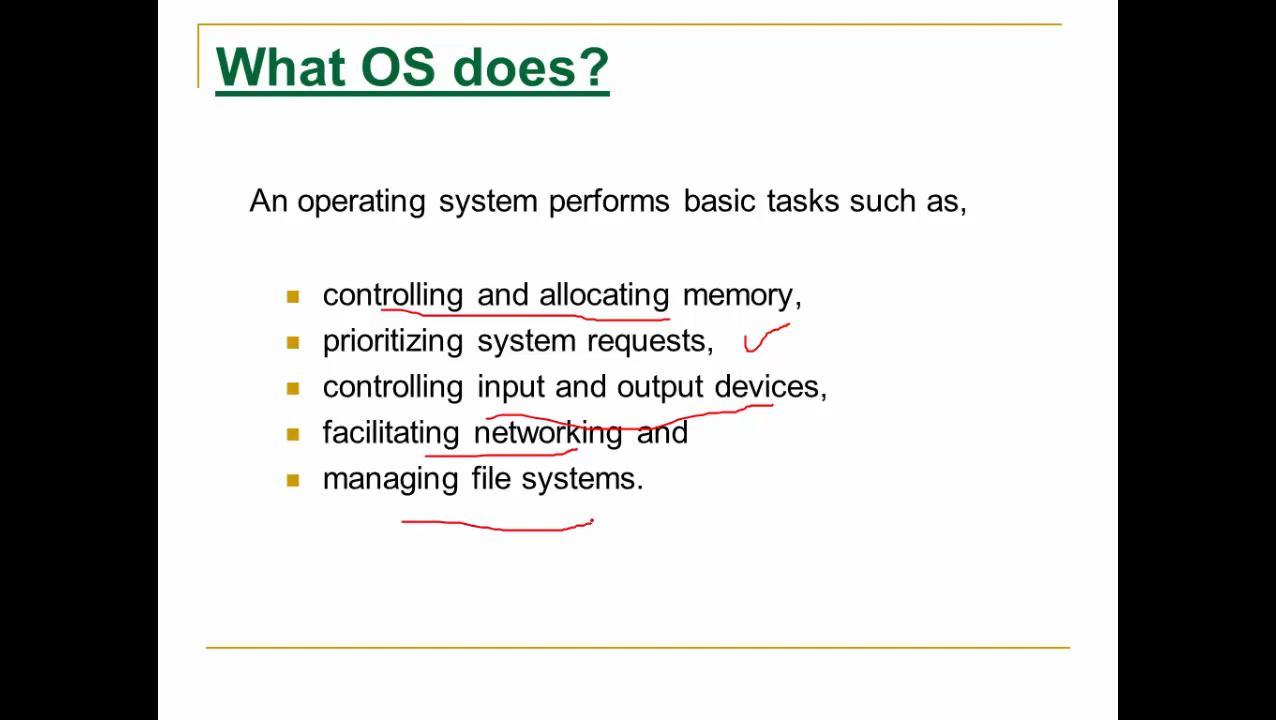 What OS does?
An operating system performs basic tasks such as,
controlling and allocating memory,
prioritizing system requests,
controlling input and output devices,
facilitating networking and
managing file systems.